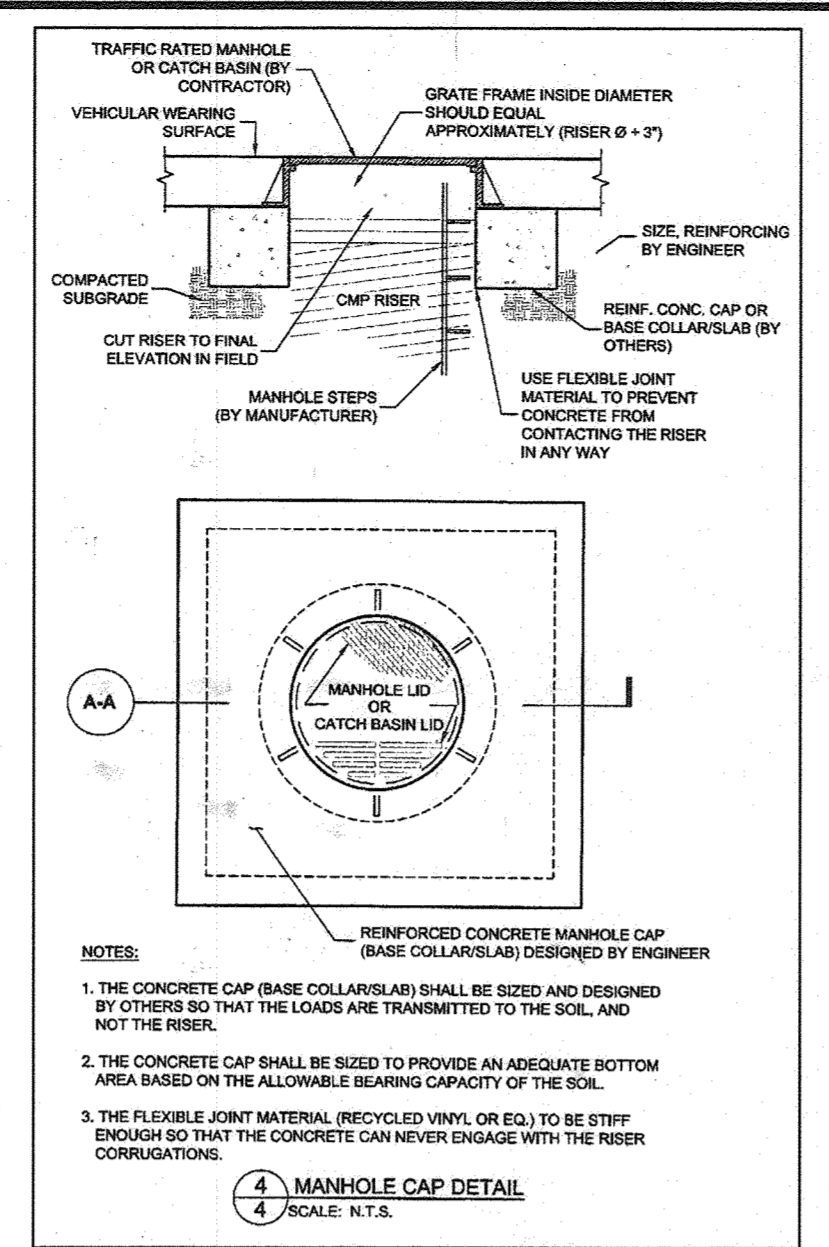 TRAFFIC RATED MANHOLE
OR CATCH BASIN (BY
CONTRACTOR)
GRATE FRAME INSIDE DIAMETER
SHOULD EQUAL
APPROXIMATELY (RISER Ø + 3")
VEHICULAR WEARING
SURFACE
SIZE, REINFORCING
BY ENGINEER
COMPACTED
SUBGRADE
CMP RISER
REINF. CONC. CAP OR
BASE COLLAR/SLAB (BY
OTHERS)
CUT RISER TO FINAL
ELEVATION IN FIELD
MANHOLE STEPS
(BY MANUFACTURER)
USE FLEXIBLE JOINT
MATERIAL TO PREVENT
CONCRETE FROM
CONTACTING THE RISER
IN ANY WAY
A-A
MANHOLE LID
OR
CATCH BASIN LID
REINFORCED CONCRETE MANHOLE CAP
(BASE COLLAR/SLAB) DESIGNED BY ENGINEER
NOTES:
1. THE CONCRETE CAP (BASE COLLAR/SLAB) SHALL BE SIZED AND DESIGNED
BY OTHERS SO THAT THE LOADS ARE TRANSMITTED TO THE SOIL, AND
NOT THE RISER.
2. THE CONCRETE CAP SHALL BE SIZED TO PROVIDE AN ADEQUATE BOTTOM
AREA BASED ON THE ALLOWABLE BEARING CAPACITY OF THE SOIL.
3. THE FLEXIBLE JOINT MATERIAL (RECYCLED VINYL OR EQ.) TO BE STIFF
ENOUGH SO THAT THE CONCRETE CAN NEVER ENGAGE WITH THE RISER
CORRUGATIONS.
4 MANHOLE CAP DETAIL
4 SCALE: N.T.S.